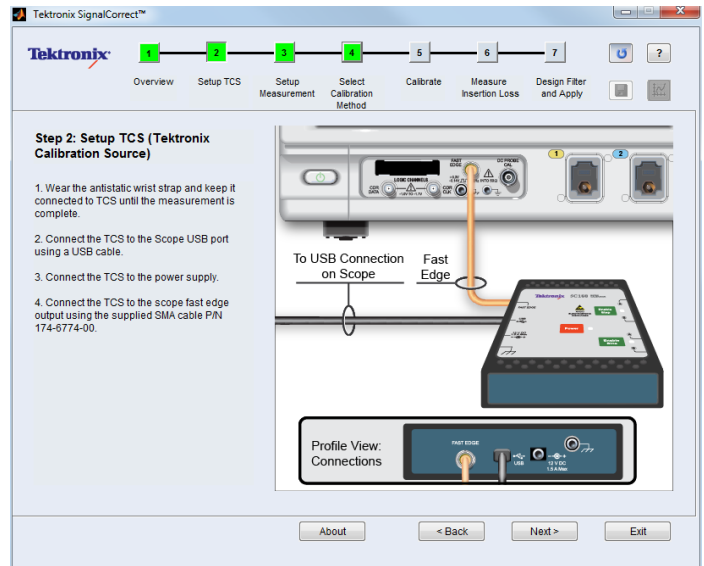 Tektronix SignalCorrect™
Tektronix
1
2
3
4
5
6
7
?
Overview
Setup TCS
Setup Measurement
Select Calibration Method
Calibrate
Measure Insertion Loss
Design Filter and Apply
Step 2: Setup TCS (Tektronix
Calibration Source)
1. Wear the antistatic wrist strap and keep it
connected to TCS until the measurement is
complete.
2. Connect the TCS to the Scope USB port
using a USB cable.
3. Connect the TCS to the power supply.
4. Connect the TCS to the scope fast edge
output using the supplied SMA cable P/N
174-6774-00.
FAST
EDGE
DC PROBE
CAL
LOGIC CHANNELS
1
2
To USB Connection
on Scope
Fast
Edge
Tektronix
FAST EDGE
Power
Profile View:
Connections
FAST EDGE
USB
12 V DC
1.5 A Max
About
< Back
Next >
Exit